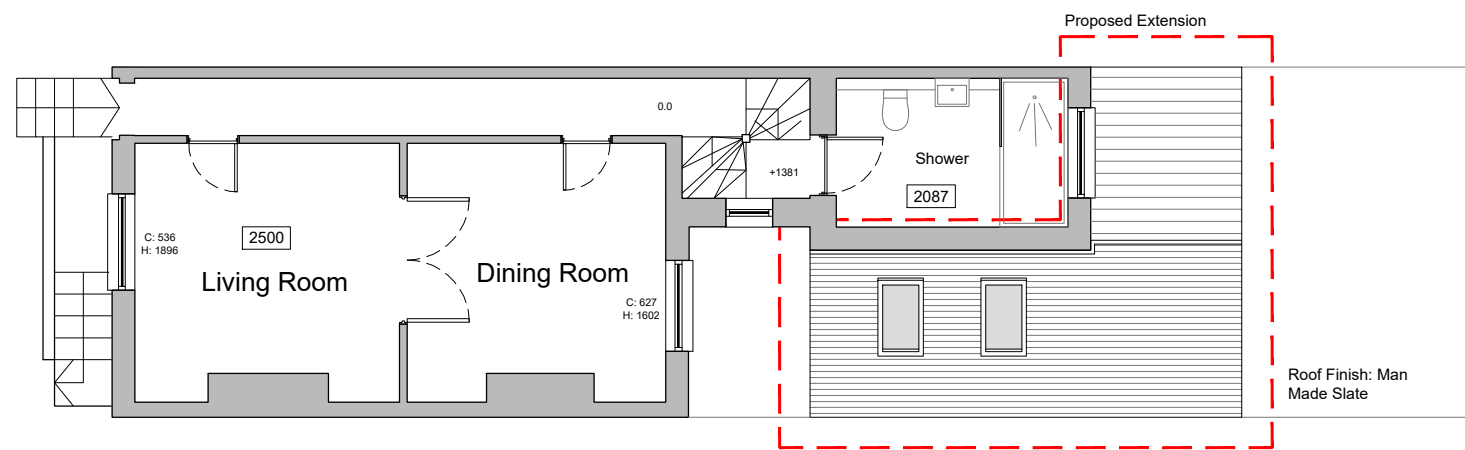 Proposed Extension
0.0
Shower
+1381
2087
2500
C: 536
H: 1896
Living Room
Dining Room
C: 627
H: 1602
Roof Finish: Man
Made Slate